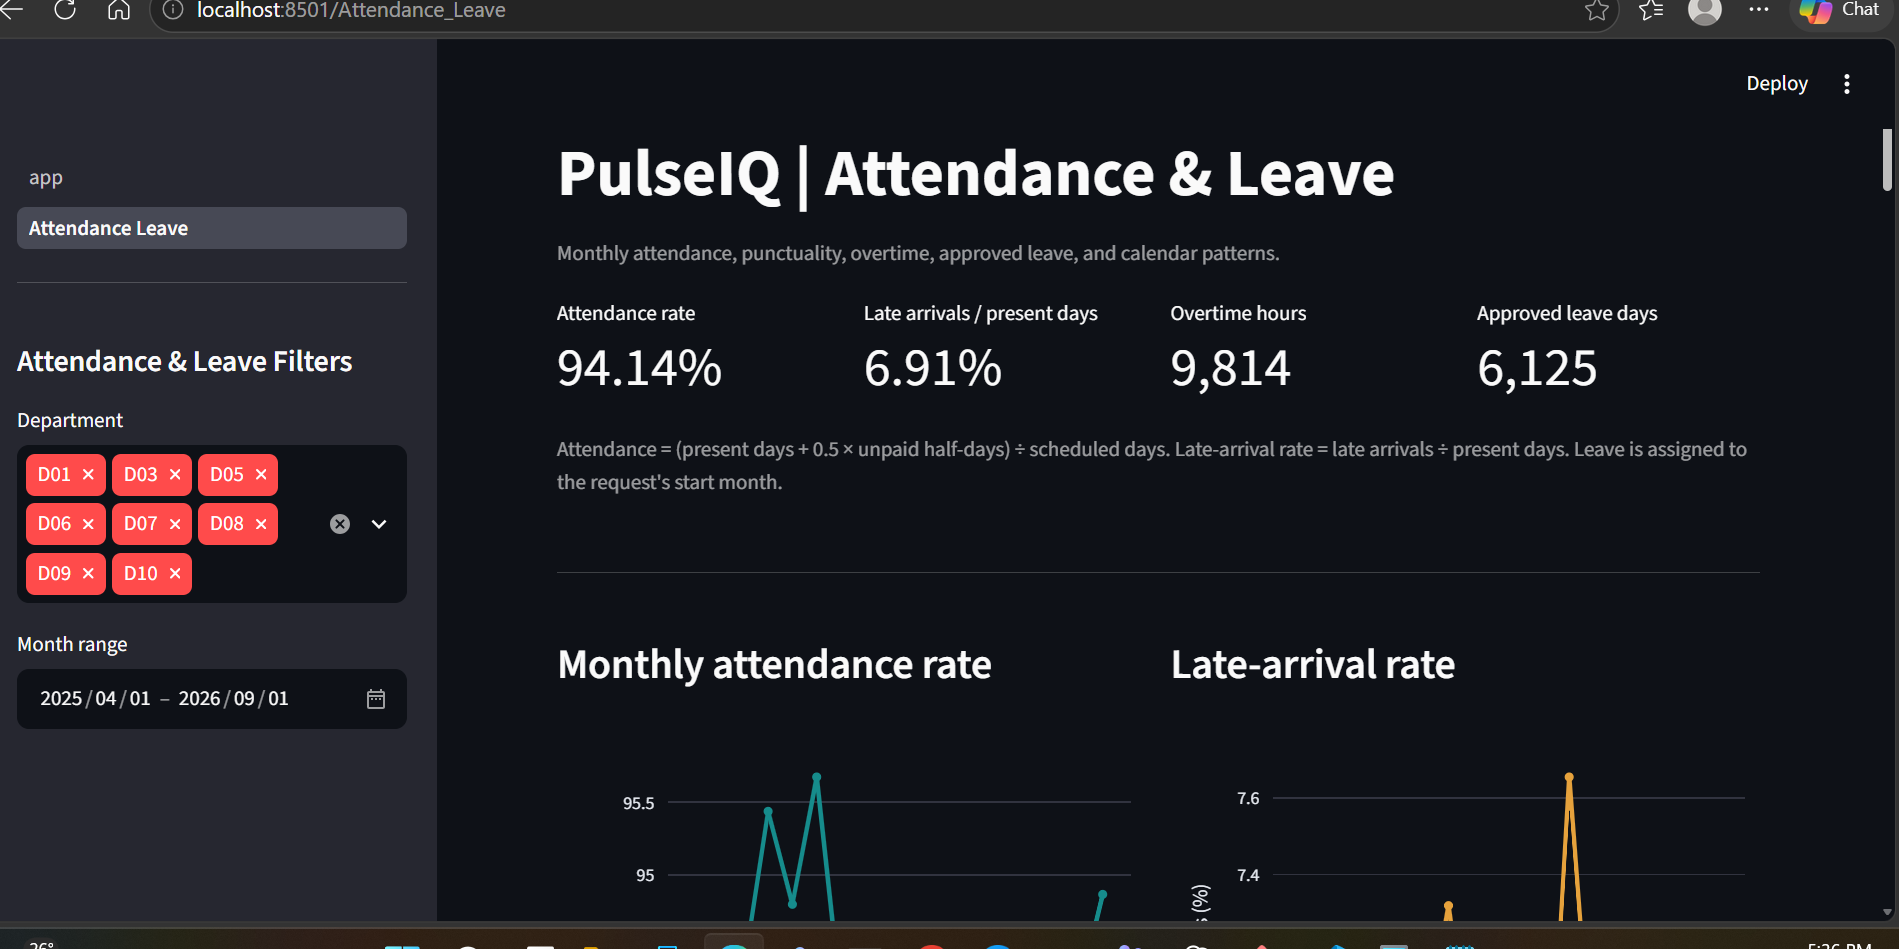 localhost:8501/Attendance_Leave
Chat
Deploy
app
Attendance Leave
Attendance & Leave Filters
Department
D01 × D03 × D05 ×
D06 × D07 × D08 ×
D09 × D10 ×
Month range
2025/04/01 – 2026/09/01
PulseIQ | Attendance & Leave
Monthly attendance, punctuality, overtime, approved leave, and calendar patterns.
Attendance rate
94.14%
Late arrivals / present days
6.91%
Overtime hours
9,814
Approved leave days
6,125
Attendance = (present days + 0.5 × unpaid half-days) ÷ scheduled days. Late-arrival rate = late arrivals ÷ present days. Leave is assigned to
the request's start month.
Monthly attendance rate
95.5
95
Late-arrival rate
7.6
7.4
(%)